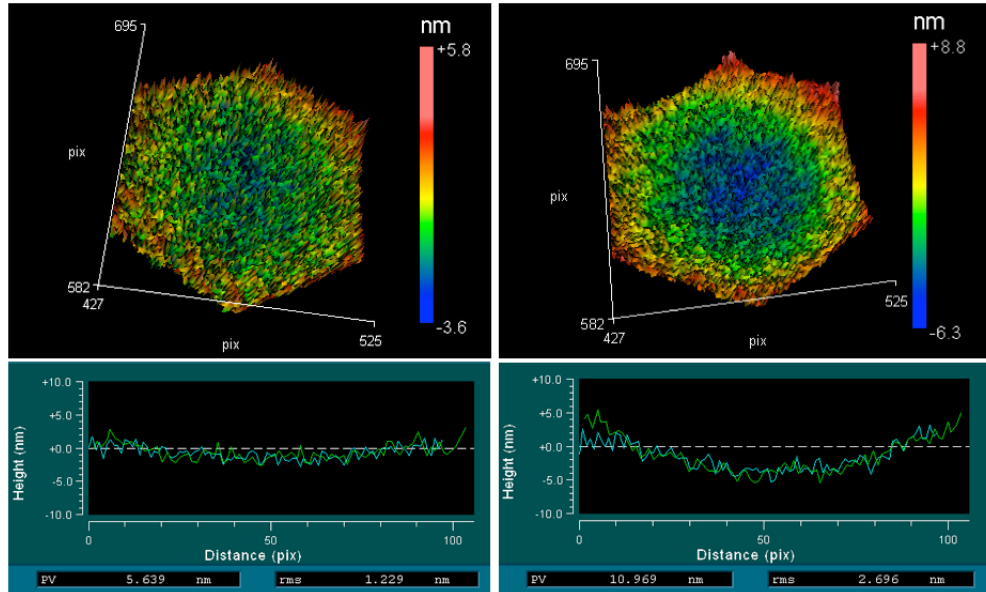 695
nm
+5.8
pix
582
427
525
-3.6
pix
695
nm
+8.8
pix
582
427
525
-6.3
pix
+10.0
+5.0
+0.0
-5.0
-10.0
Height (nm)
0
50
100
Distance (pix)
PV 5.639 nm
rms 1.229 nm
+10.0
+5.0
+0.0
-5.0
-10.0
Height (nm)
0
50
100
Distance (pix)
PV 10.969 nm
rms 2.696 nm